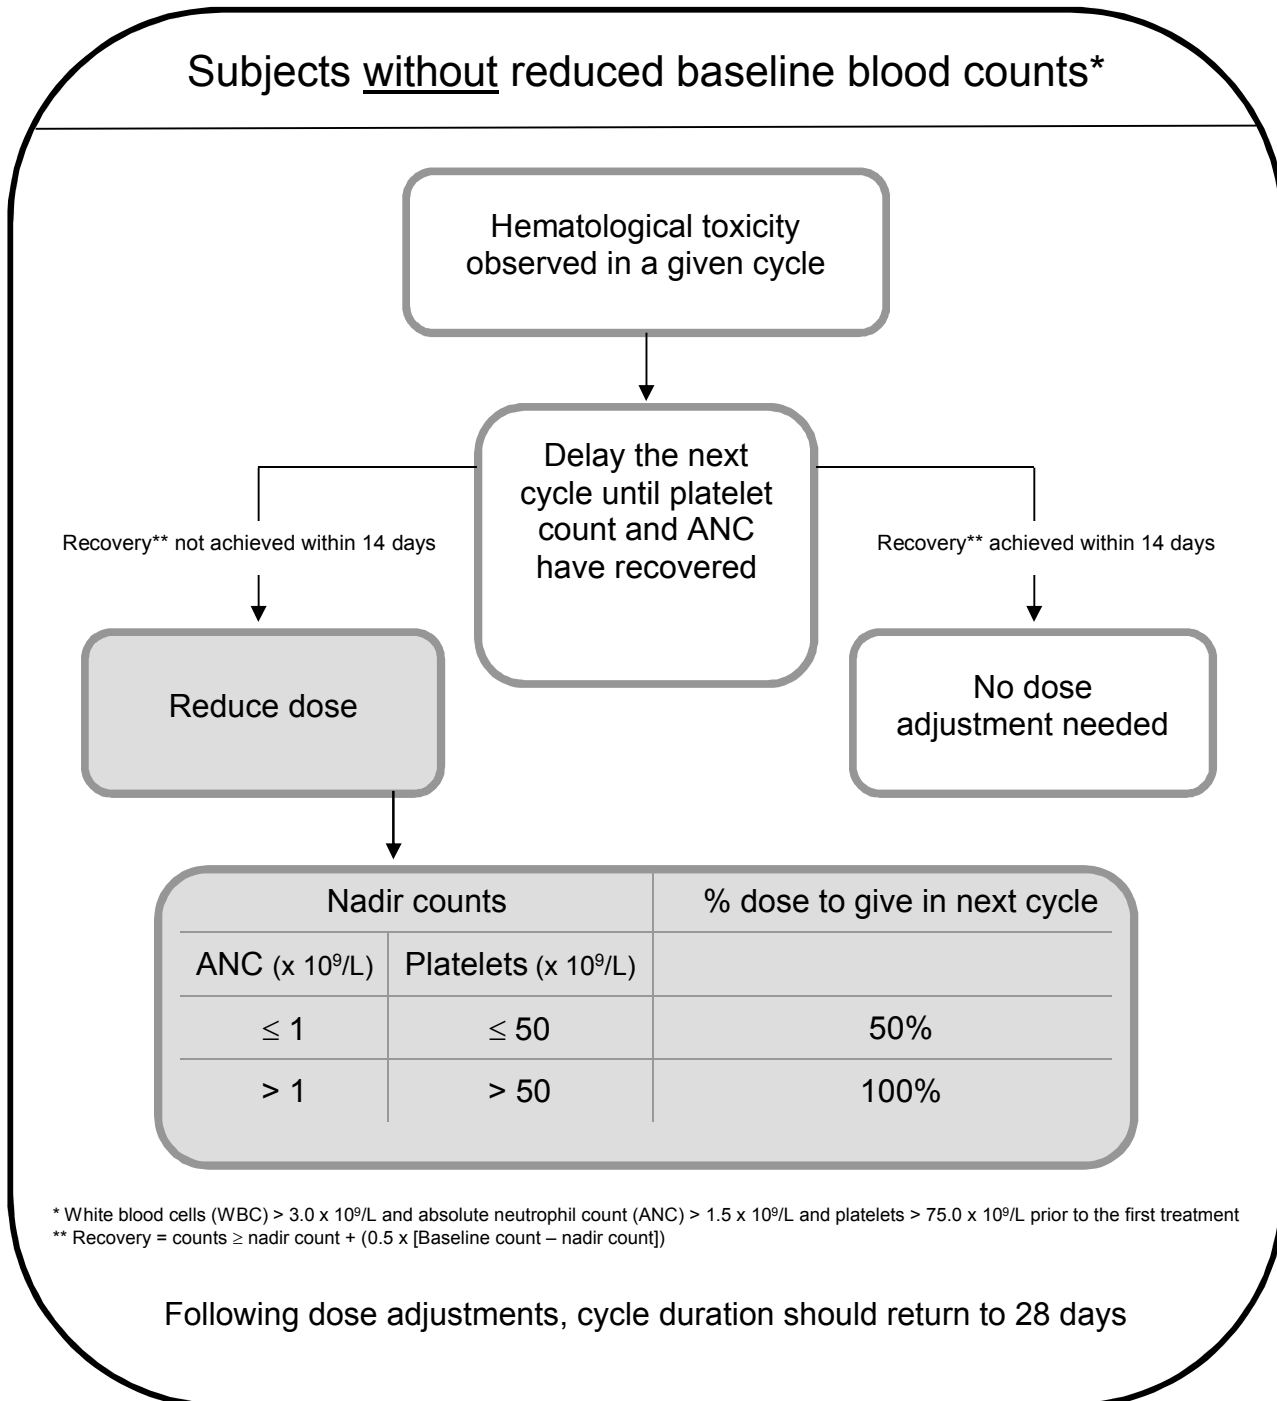 Subjects without reduced baseline blood counts*
Hematological toxicity
observed in a given cycle
Delay the next
cycle until platelet
count and ANC
have recovered
Recovery** not achieved within 14 days
Recovery** achieved within 14 days
Reduce dose
No dose
adjustment needed
Nadir counts % dose to give in next cycle
ANC (x 10⁹/L) Platelets (x 10⁹/L)
≤ 1 ≤ 50 50%
> 1 > 50 100%
* White blood cells (WBC) > 3.0 x 10⁹/L and absolute neutrophil count (ANC) > 1.5 x 10⁹/L and platelets > 75.0 x 10⁹/L prior to the first treatment
** Recovery = counts ≥ nadir count + (0.5 x [Baseline count – nadir count])
Following dose adjustments, cycle duration should return to 28 days